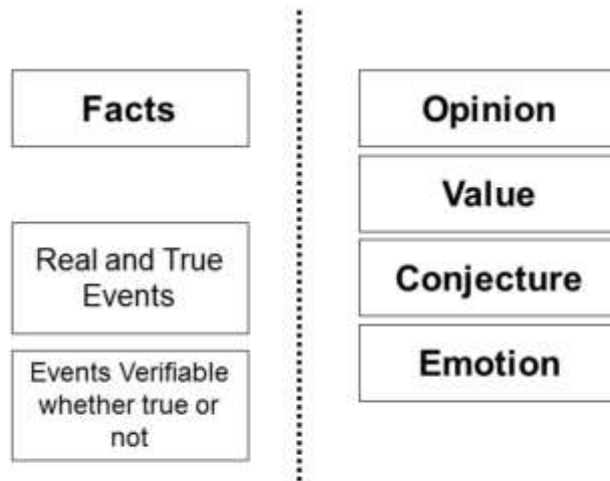 Facts
Real and True
Events
Events Verifiable
whether true or
not
Opinion
Value
Conjecture
Emotion